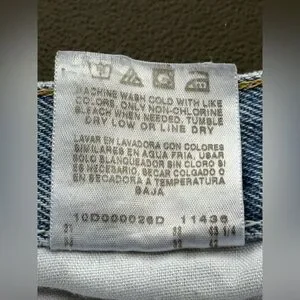 MACHINE WASH COLD WITH LIKE
COLORS. ONLY NON-CHLORINE
BLEACH WHEN NEEDED. TUMBLE
DRY LOW OR LINE DRY
LAVAR EN LAVADORA CON COLORES
SIMILARES EN AGUA FRIA, USAR
SOLO BLANQUEADOR SIN CLORO SI
ES NECESARIO, SECAR COLGADO O
EN SECADORA A TEMPERATURA
BAJA
11436